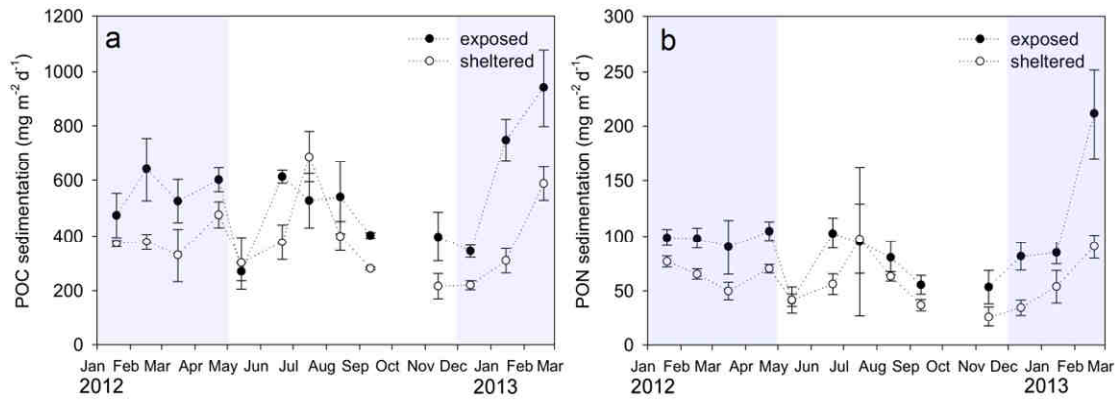 a
exposed
sheltered
POC sedimentation (mg m⁻² d⁻¹)
1200
1000
800
600
400
200
0
Jan Feb Mar Apr May Jun Jul Aug Sep Oct Nov Dec Jan Feb Mar
2012 2013
b
exposed
sheltered
PON sedimentation (mg m⁻² d⁻¹)
300
250
200
150
100
50
0
Jan Feb Mar Apr May Jun Jul Aug Sep Oct Nov Dec Jan Feb Mar
2012 2013